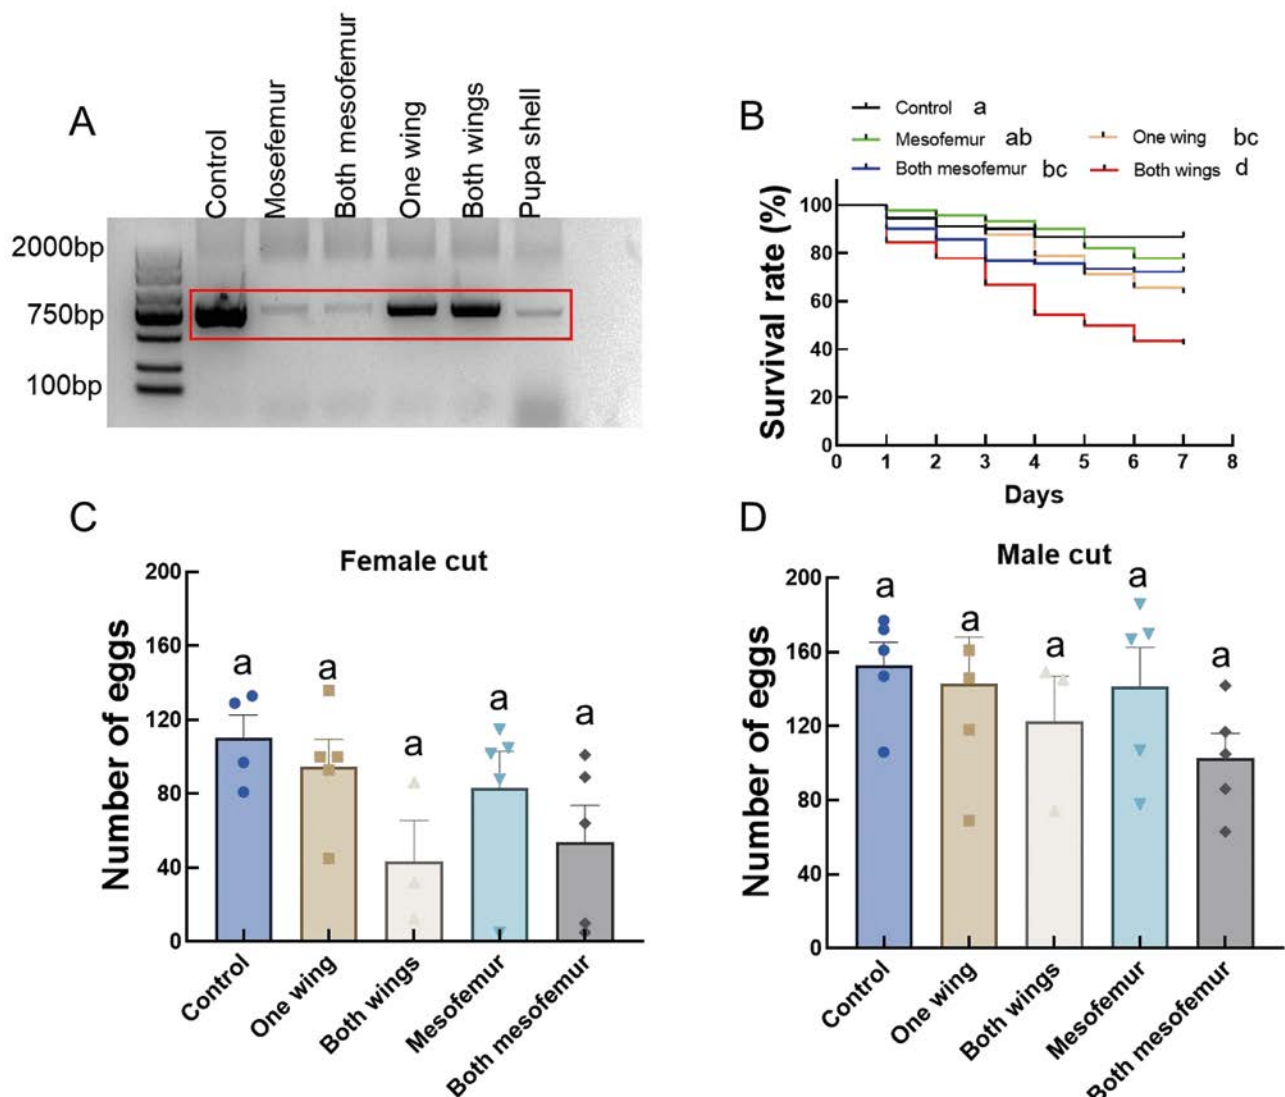 A
Control
Mosefemur
Both mesofemur
One wing
Both wings
Pupa shell
2000bp
750bp
100bp
B
Control a
Mesofemur ab
Both mesofemur bc
One wing bc
Both wings d
Survival rate (%)
100
80
60
40
20
0
0 1 2 3 4 5 6 7 8
Days
C
Female cut
Number of eggs
200
160
120
80
40
0
a a a a a
Control
One wing
Both wings
Mesofemur
Both mesofemur
D
Male cut
Number of eggs
200
160
120
80
40
0
a a a a a
Control
One wing
Both wings
Mesofemur
Both mesofemur